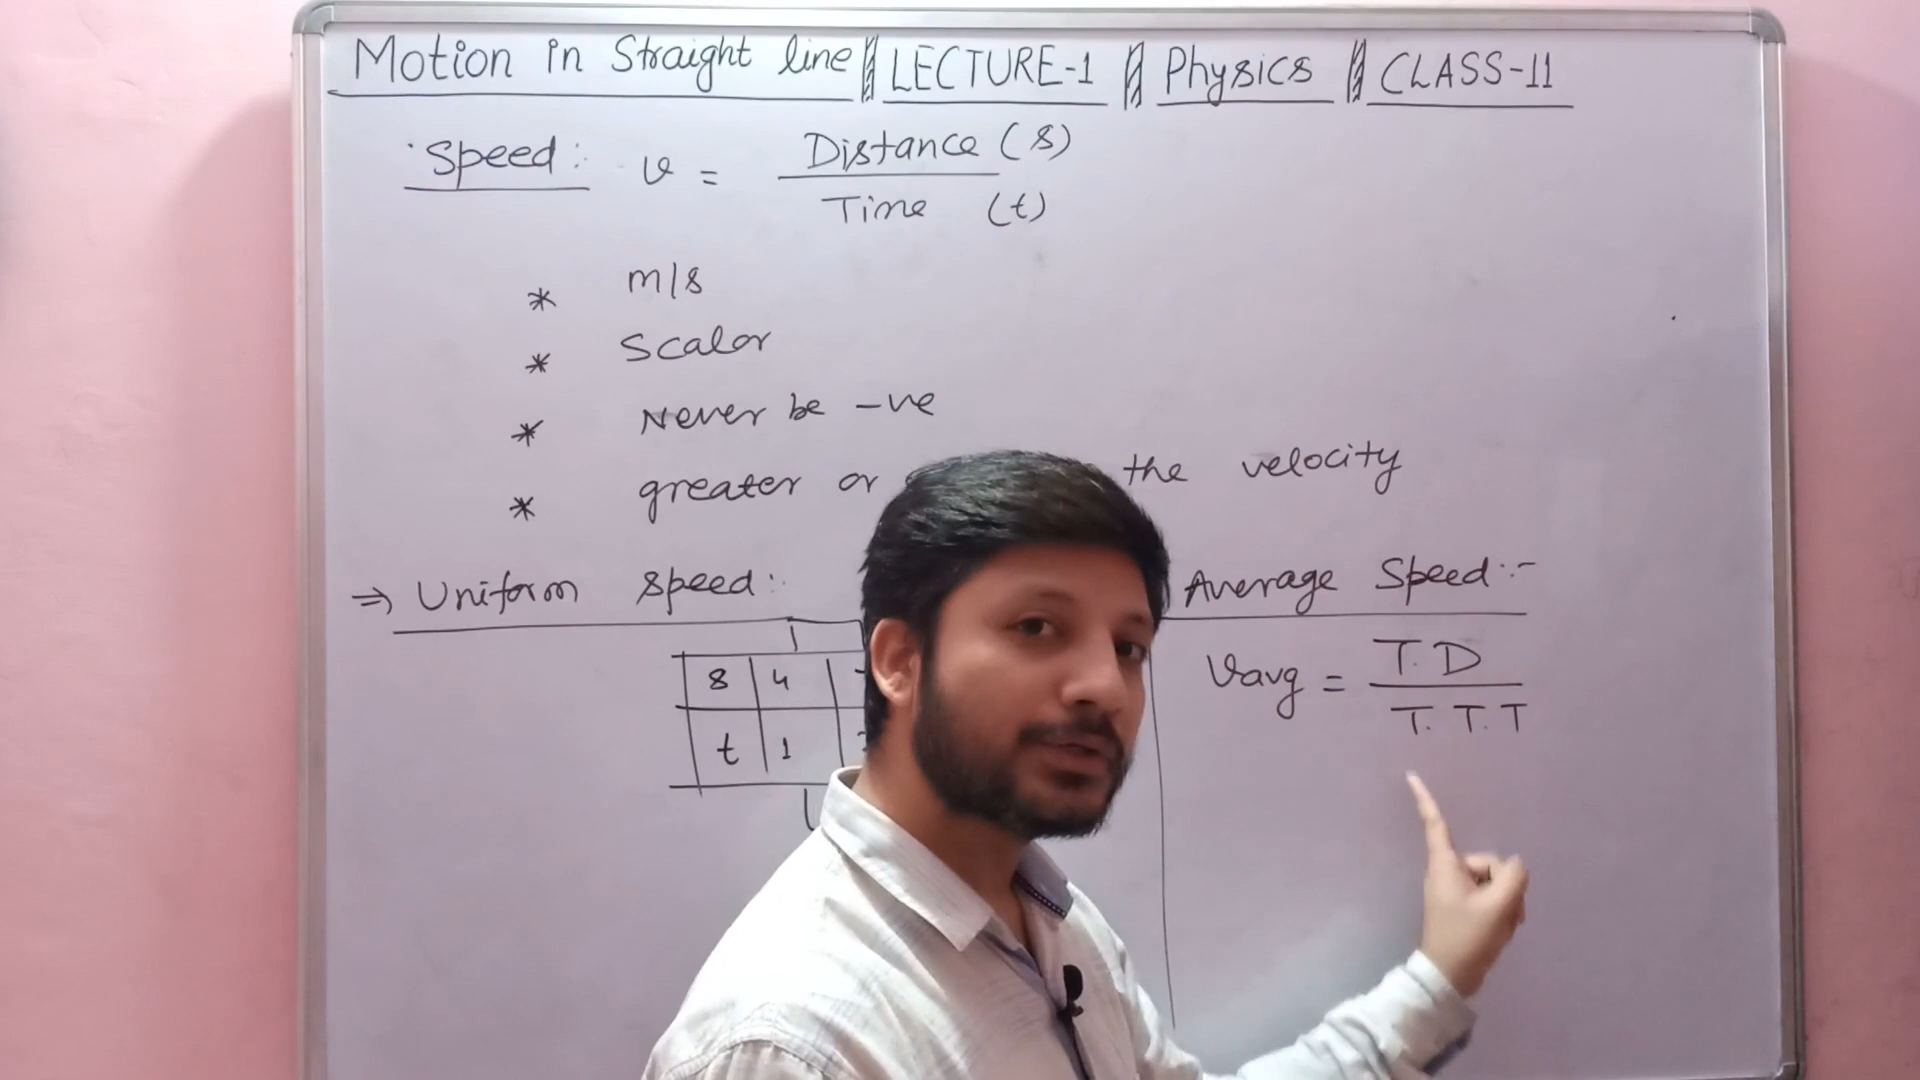 Motion in Straight line || LECTURE-1 || Physics || CLASS-11
Speed: v = Distance (s)
Time (t)
* m/s
* Scalar
* Never be -ve
* greater or the velocity
⇒ Uniform speed:
s 4
t 1
Average Speed:-
Vavg = T.D
T.T.T